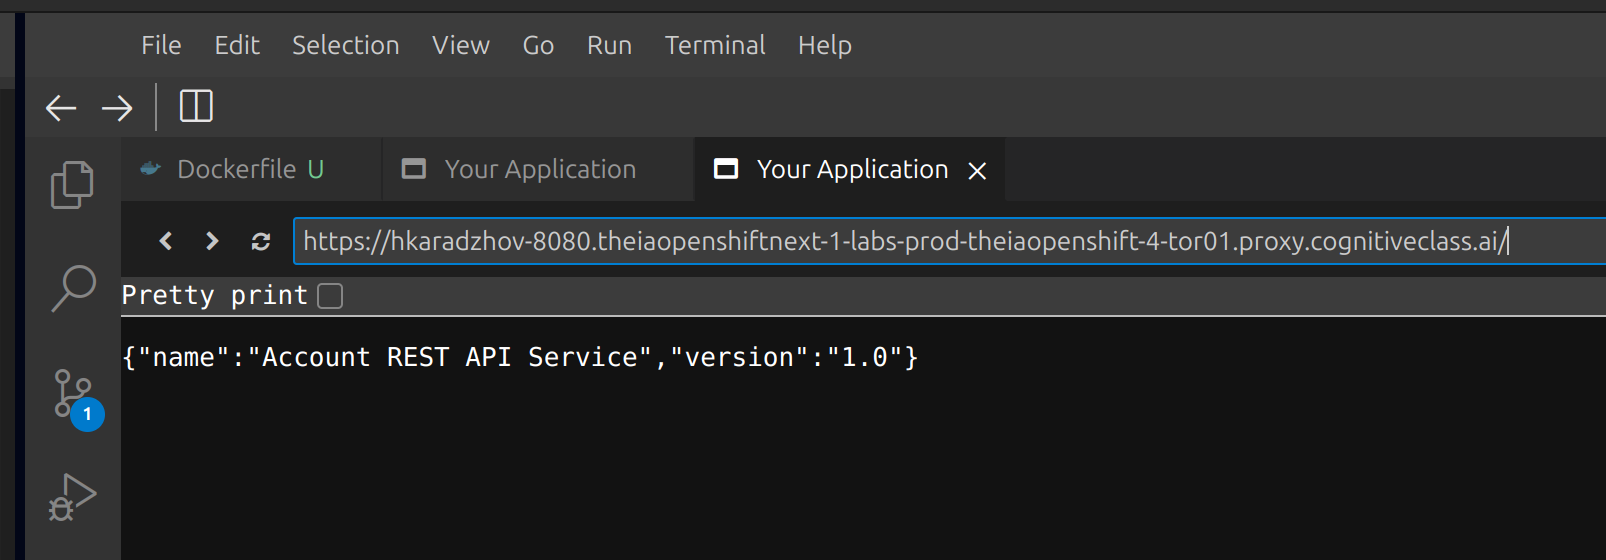 File Edit Selection View Go Run Terminal Help
Dockerfile U Your Application Your Application
https://hkaradzhov-8080.theiaopenshiftnext-1-labs-prod-theiaopenshift-4-tor01.proxy.cognitiveclass.ai/
Pretty print
{"name":"Account REST API Service","version":"1.0"}
1